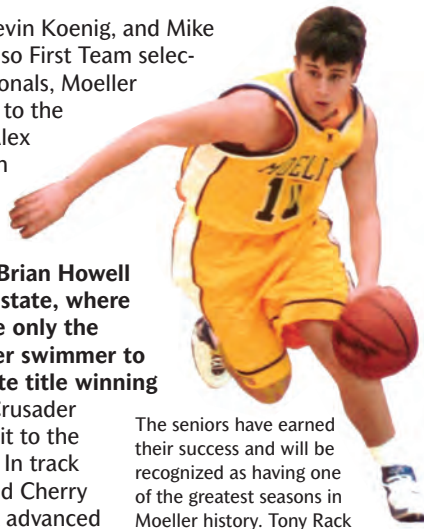 evin Koenig, and Mike
so First Team selec-
onals, Moeller
to the
lex
n
Brian Howell
state, where
e only the
er swimmer to
te title winning
Crusader
it to the
In track
d Cherry
advanced
MOELL
The seniors have earned
their success and will be
recognized as having one
of the greatest seasons in
Moeller history. Tony Rack